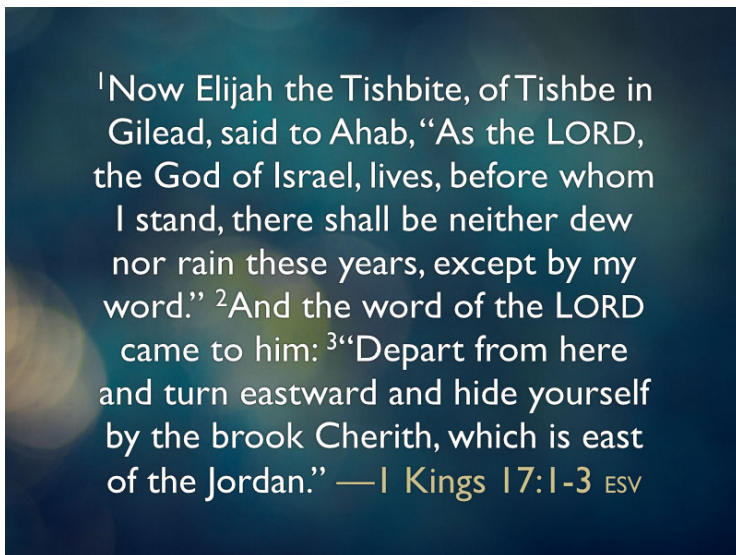 ¹Now Elijah the Tishbite, of Tishbe in
Gilead, said to Ahab, “As the LORD,
the God of Israel, lives, before whom
I stand, there shall be neither dew
nor rain these years, except by my
word.” ²And the word of the LORD
came to him: ³“Depart from here
and turn eastward and hide yourself
by the brook Cherith, which is east
of the Jordan.” —1 Kings 17:1-3 ESV